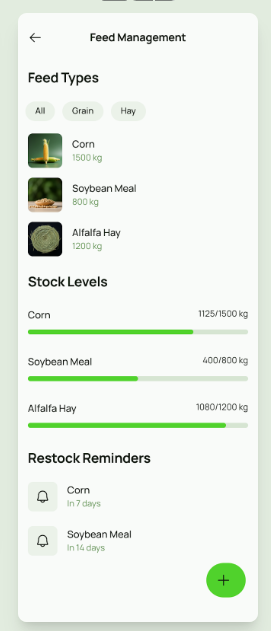 Feed Management
Feed Types
All Grain Hay
Corn
1500 kg
Soybean Meal
800 kg
Alfalfa Hay
1200 kg
Stock Levels
Corn 1125/1500 kg
Soybean Meal 400/800 kg
Alfalfa Hay 1080/1200 kg
Restock Reminders
Corn
In 7 days
Soybean Meal
In 14 days